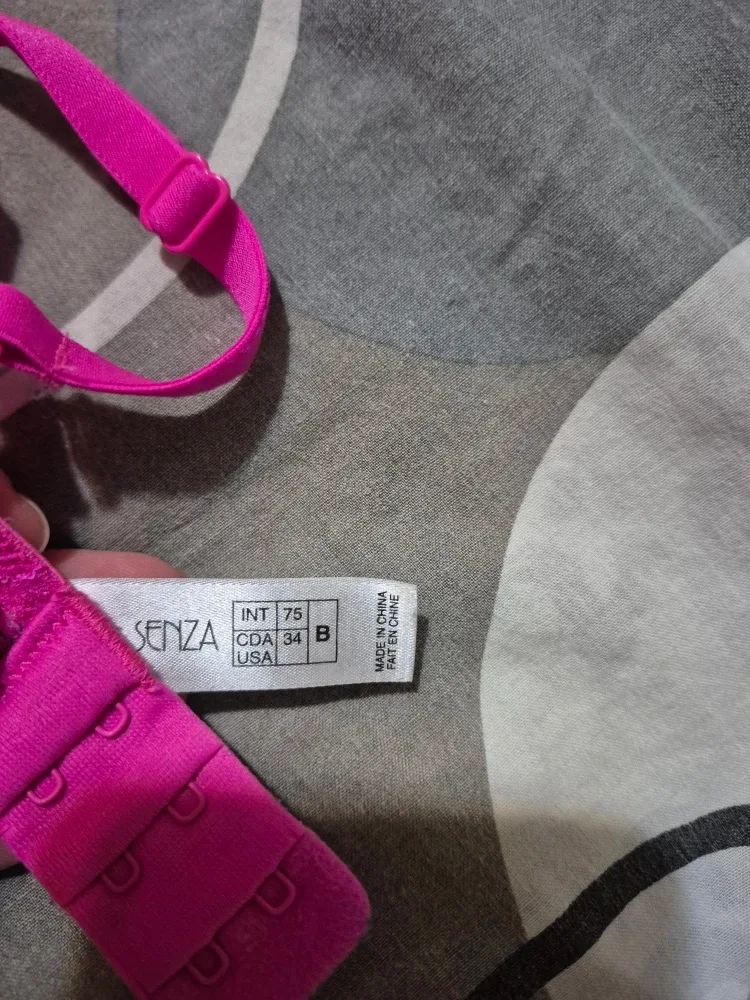 SENZA
INT 75
CDA 34 B
USA
MADE IN CHINA
FAIT EN CHINE